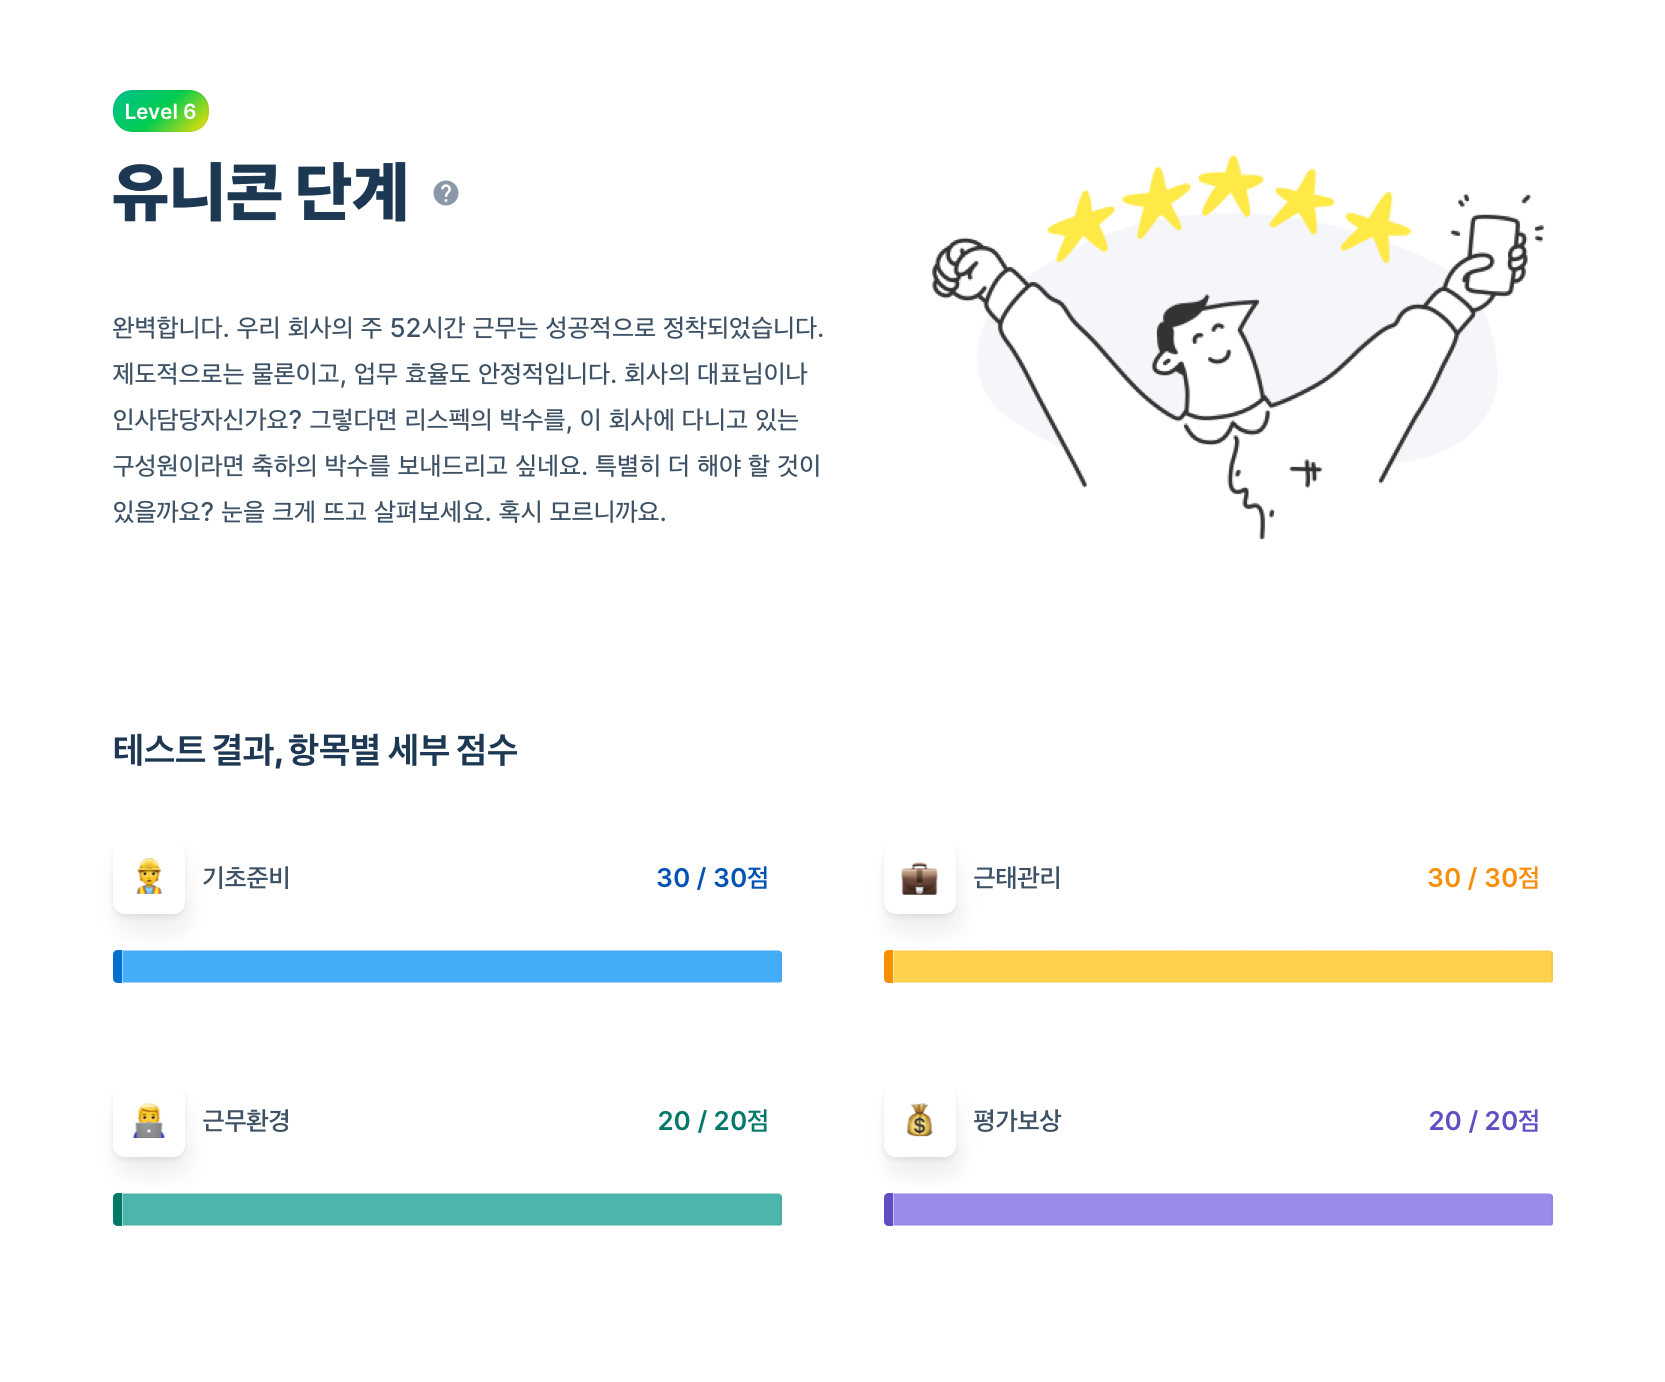 Level 6
유니콘 단계
?
완벽합니다. 우리 회사의 주 52시간 근무는 성공적으로 정착되었습니다.
제도적으로는 물론이고, 업무 효율도 안정적입니다. 회사의 대표님이나
인사담당자신가요? 그렇다면 리스펙의 박수를, 이 회사에 다니고 있는
구성원이라면 축하의 박수를 보내드리고 싶네요. 특별히 더 해야 할 것이
있을까요? 눈을 크게 뜨고 살펴보세요. 혹시 모르니까요.
테스트 결과, 항목별 세부 점수
기초준비
30 / 30점
근태관리
30 / 30점
근무환경
20 / 20점
평가보상
20 / 20점